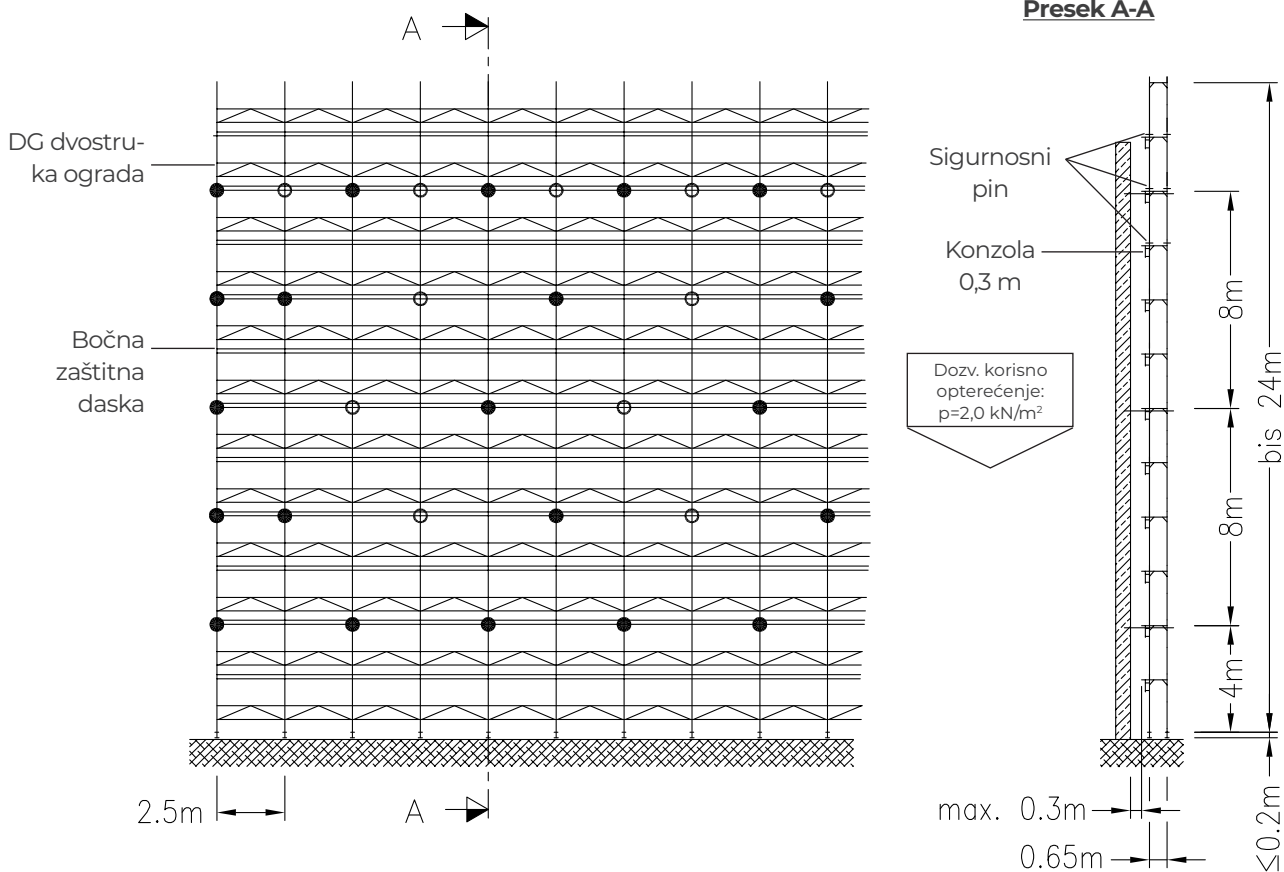 Presek A-A
A
DG dvostru-
ka ograda
Sigurnosni
pin
Konzola
0,3 m
Bočna
zaštitna
daska
Dozv. korisno
opterećenje:
p=2,0 kN/m²
8m
8m
4m
bis 24m
≤0.2m
2.5m
A
max. 0.3m
0.65m